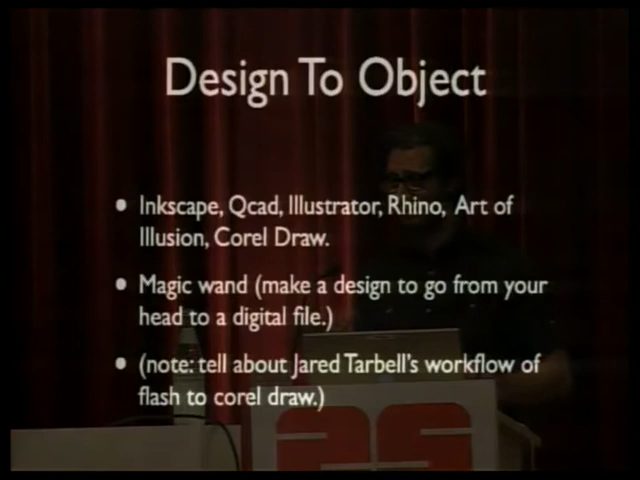 Design To Object
• Inkscape, Qcad, Illustrator, Rhino, Art of
Illusion, Corel Draw.
• Magic wand (make a design to go from your
head to a digital file.)
• (note: tell about Jared Tarbell's workflow of
flash to corel draw.)